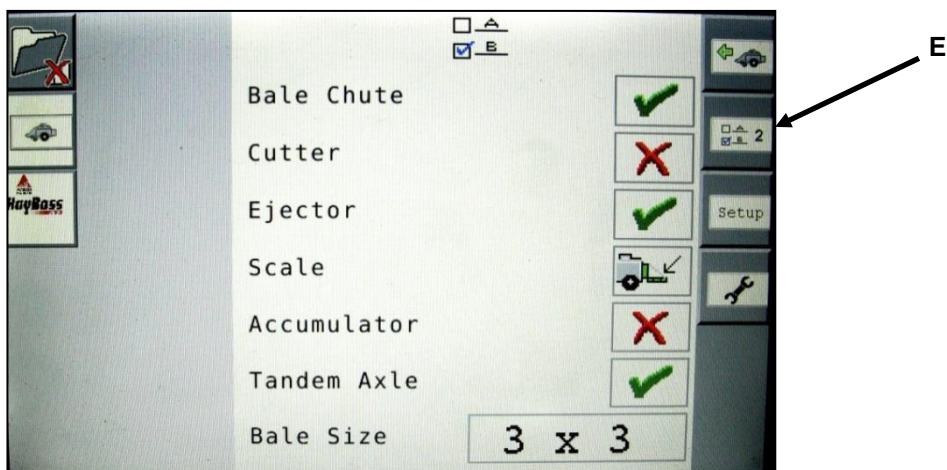 A
B
E
Bale Chute
Cutter
2
Ejector
Setup
HayBoss
Scale
Accumulator
Tandem Axle
Bale Size 3 x 3